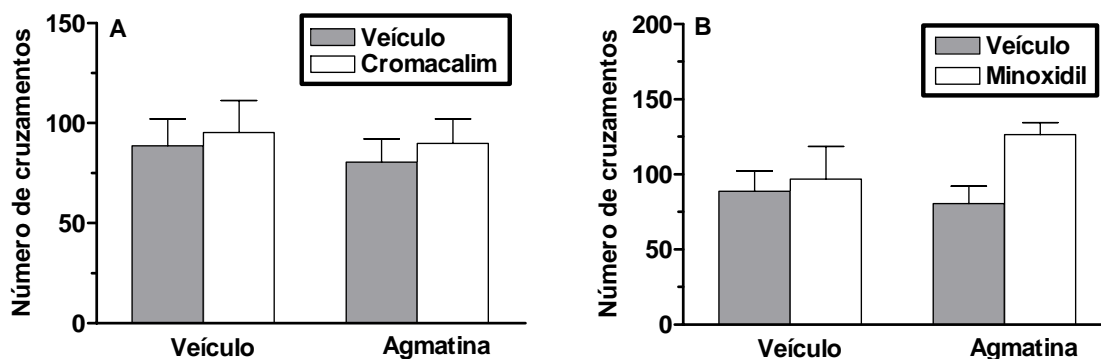 A
Veículo
Cromacalim
Número de cruzamentos
150
100
50
0
Veículo
Agmatina
B
Veículo
Minoxidil
Número de cruzamentos
200
150
100
50
0
Veículo
Agmatina